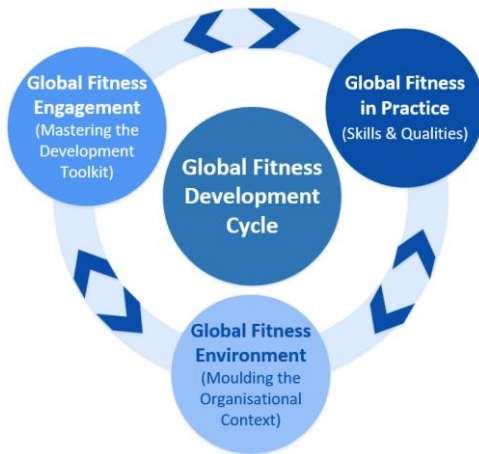 Global Fitness
Engagement
(Mastering the
Development
Toolkit)
Global Fitness
in Practice
(Skills & Qualities)
Global Fitness
Development
Cycle
Global Fitness
Environment
(Moulding the
Organisational
Context)